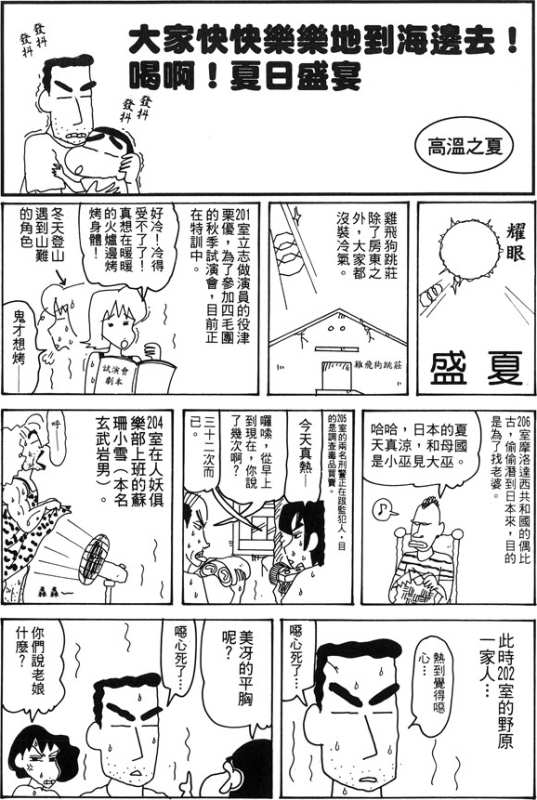 大家快快樂樂地到海邊去！
喝啊！夏日盛宴
發抖
發抖
發抖
發抖
高溫之夏
耀眼
盛夏
雞飛狗跳莊
除了房東之
外，大家都
沒裝冷氣。
雞飛狗跳莊
201室立志做演員的役津
栗優，為了參加四毛團
的秋季試演會，目前正
在特訓中。
好冷！冷得
受不了了！
真想在暖暖
的火爐邊烤
烤身體！
試演會
劇本
冬天登山
遇到山難
的角色
鬼才想烤
206室摩洛達西共和國的偶比
古，偷偷潛到日本來，目的
是為了找老婆。
夏國。
的母巫
本和大
日，見
，涼巫
哈真小
哈天是
205室的兩名刑警正在跟監犯人，目
的是調查毒品買賣。
今天真熱…
囉嗦，從早上
到現在，你說
了幾次啊？
三十二次而
已。
204室在人妖俱
樂部上班的蘇
珊小雪（本名
玄武岩男）。
呼
轟轟～
此時202室的野原
一家人…
熱到覺得噁
心…
噁心死了…
美冴的平胸
呢？
噁心死了…
你們說老娘
什麼？